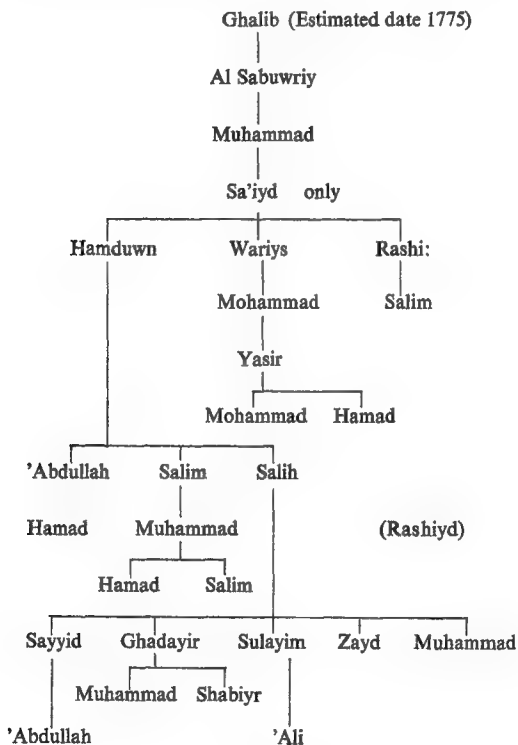 Ghalib (Estimated date 1775)
Al Sabuwriy
Muhammad
Sa'iyd only
Hamduwn Wariys Rashi:
Mohammad Salim
Yasir
Mohammad Hamad
'Abdullah Salim Salih
Hamad Muhammad (Rashiyd)
Hamad Salim
Sayyid Ghadayir Sulayim Zayd Muhammad
Muhammad Shabiyr
'Abdullah 'Ali